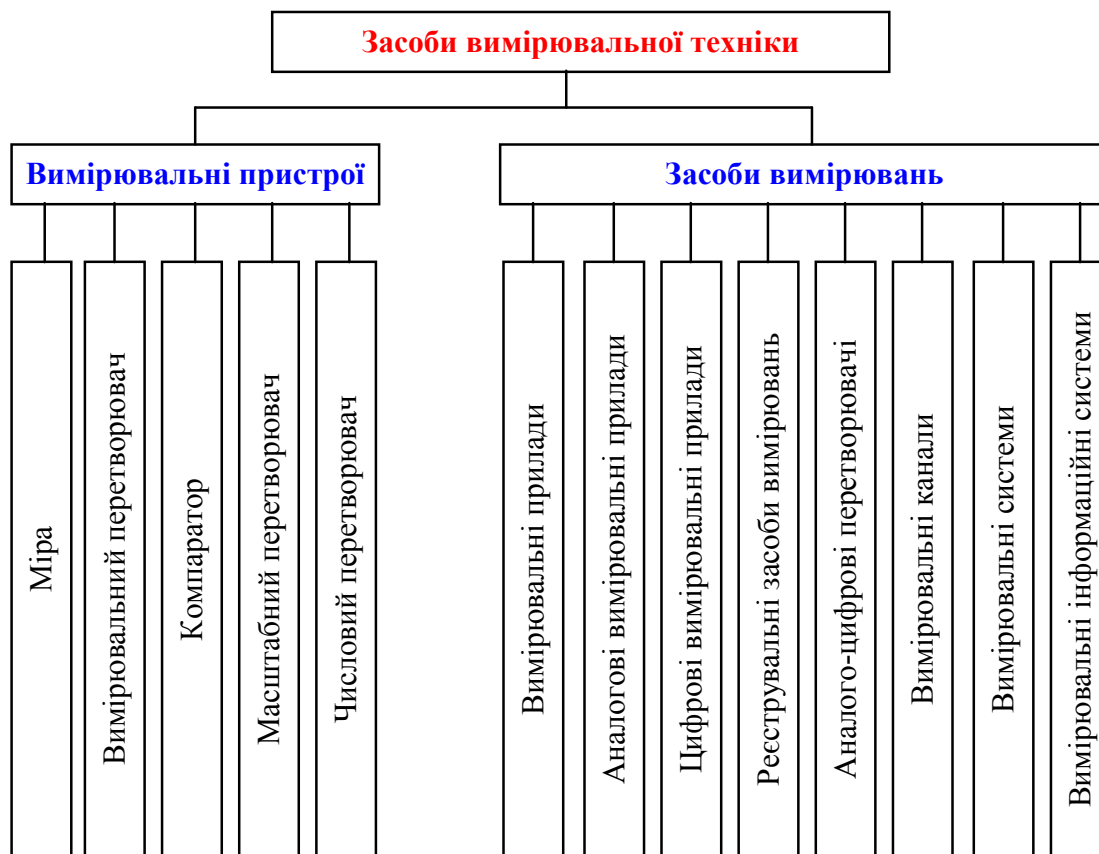 Засоби вимірювальної техніки
Вимірювальні пристрої
Засоби вимірювань
Міра
Вимірювальний перетворювач
Компаратор
Масштабний перетворювач
Числовий перетворювач
Вимірювальні прилади
Аналогові вимірювальні прилади
Цифрові вимірювальні прилади
Реєструвальні засоби вимірювань
Аналого-цифрові перетворювачі
Вимірювальні канали
Вимірювальні системи
Вимірювальні інформаційні системи